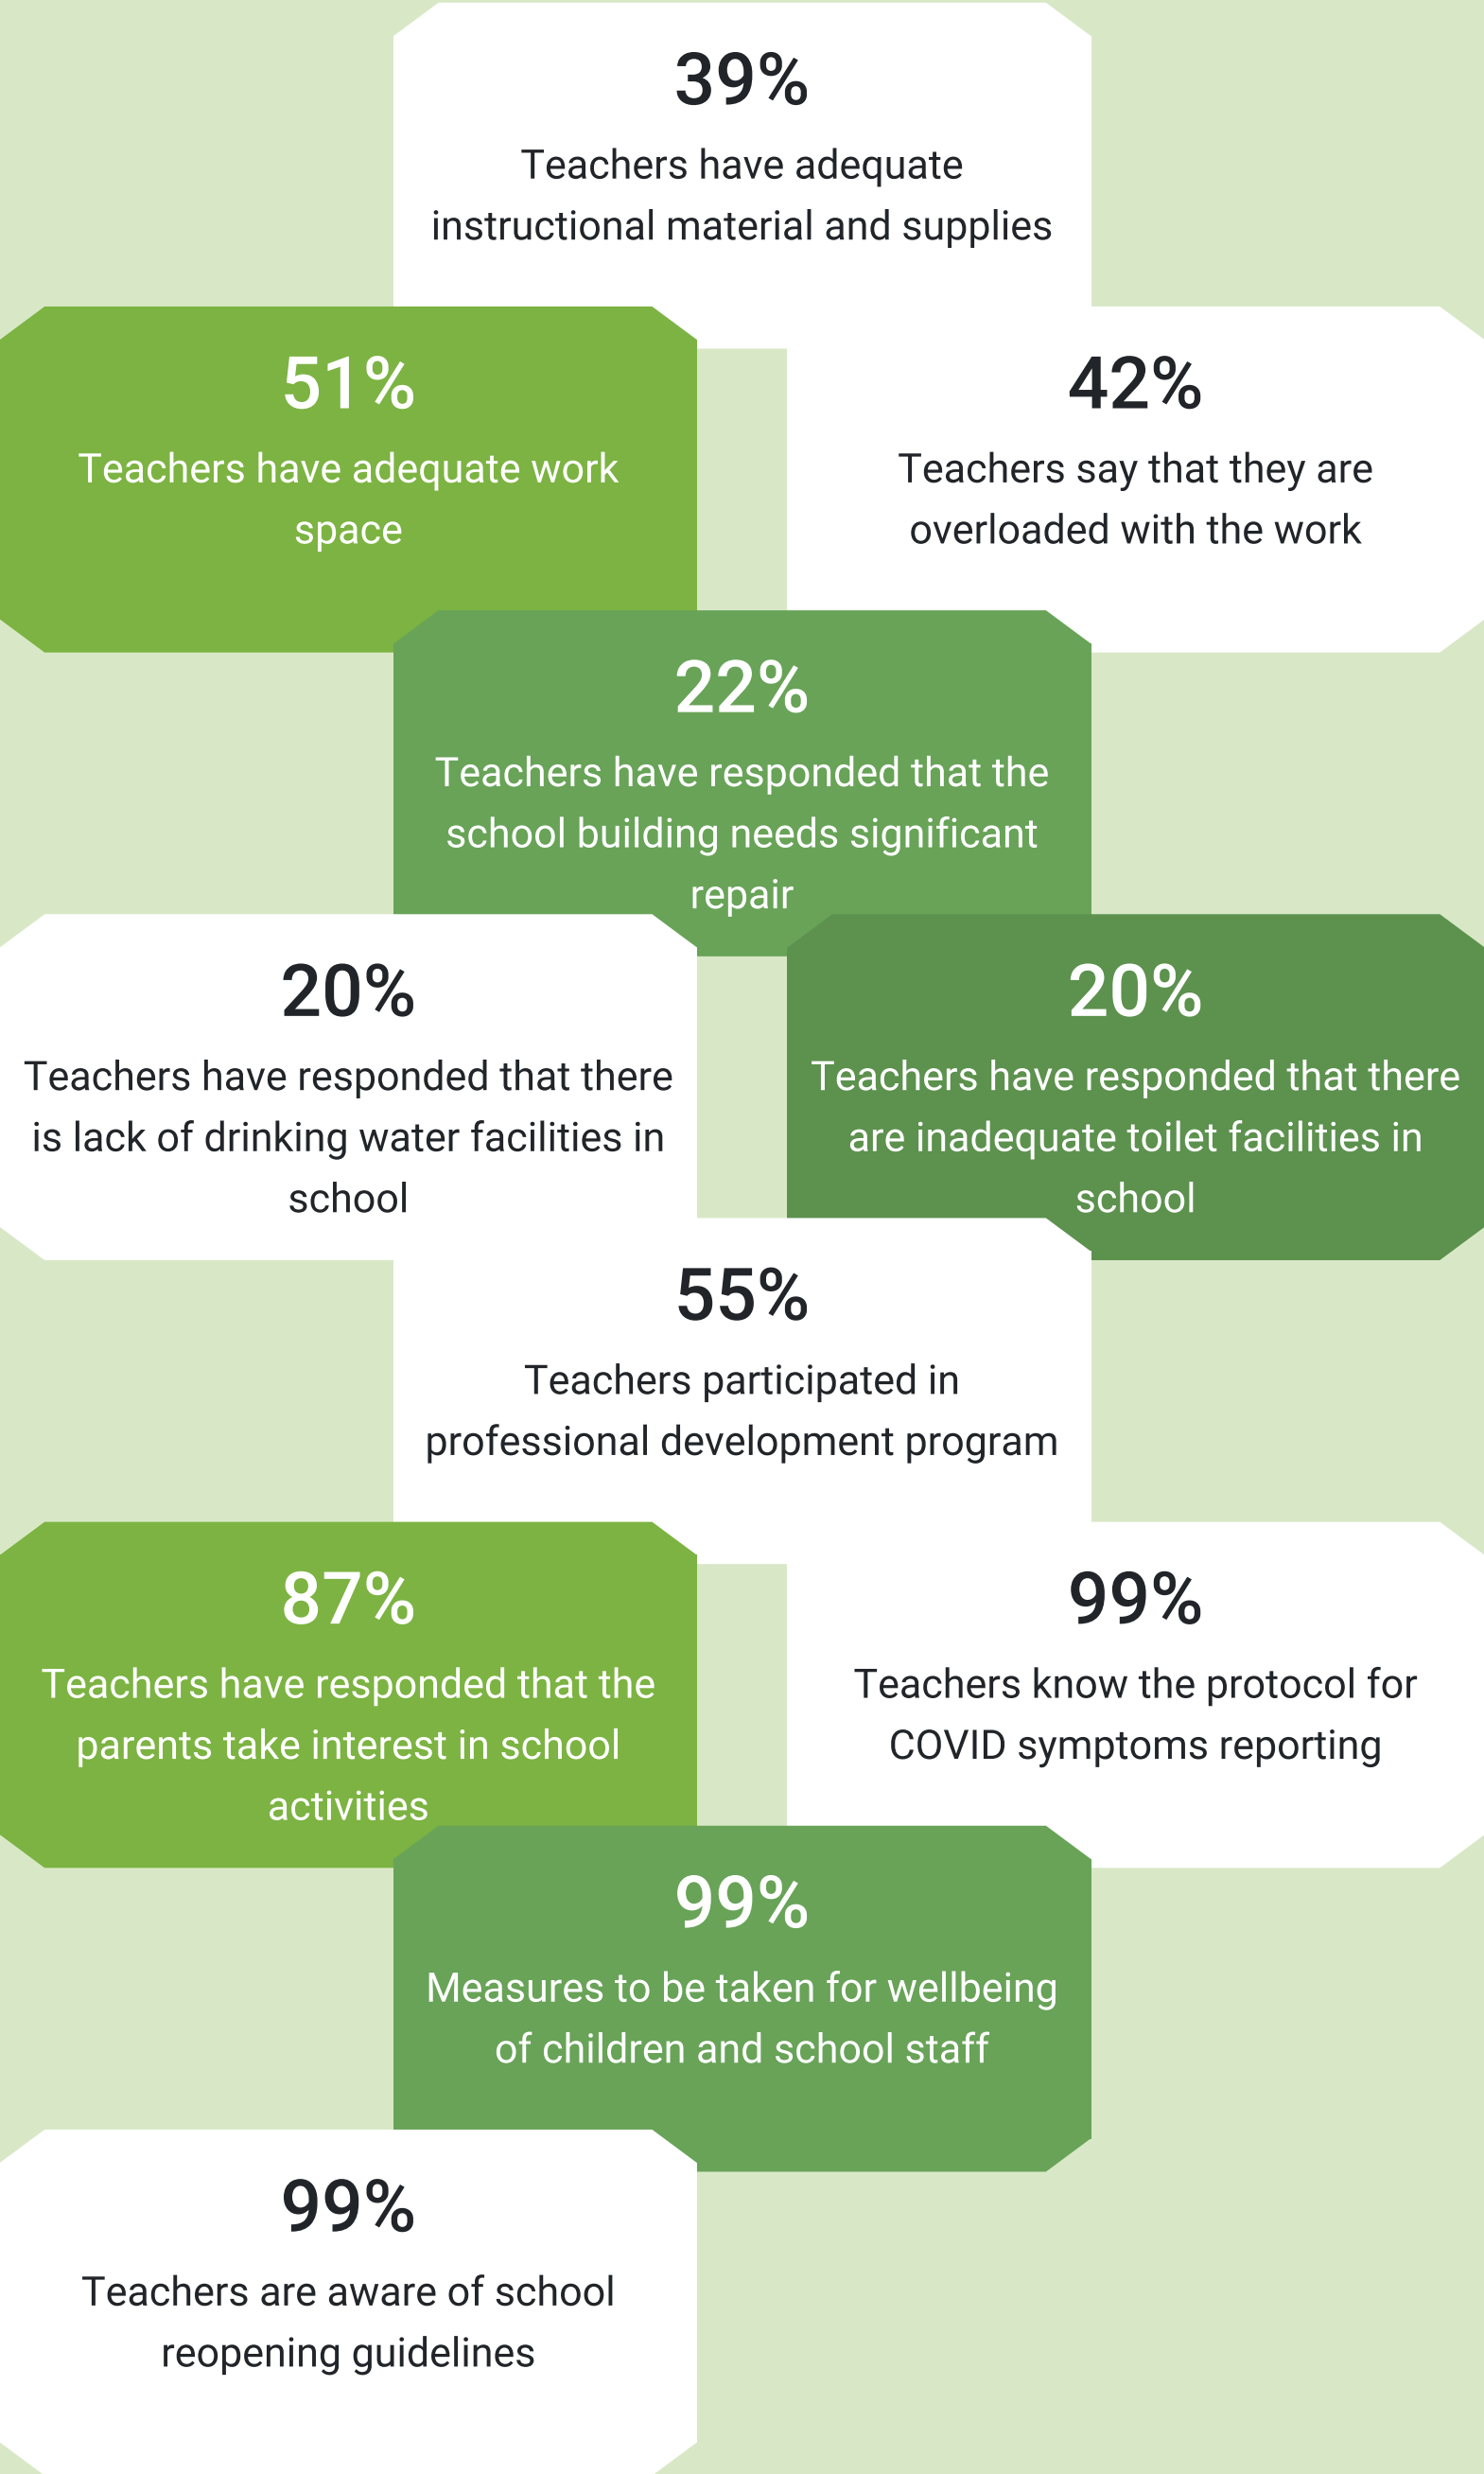 39%
Teachers have adequate
instructional material and supplies
51%
Teachers have adequate work
space
42%
Teachers say that they are
overloaded with the work
22%
Teachers have responded that the
school building needs significant
repair
20%
Teachers have responded that there
is lack of drinking water facilities in
school
20%
Teachers have responded that there
are inadequate toilet facilities in
school
55%
Teachers participated in
professional development program
87%
Teachers have responded that the
parents take interest in school
activities
99%
Teachers know the protocol for
COVID symptoms reporting
99%
Measures to be taken for wellbeing
of children and school staff
99%
Teachers are aware of school
reopening guidelines